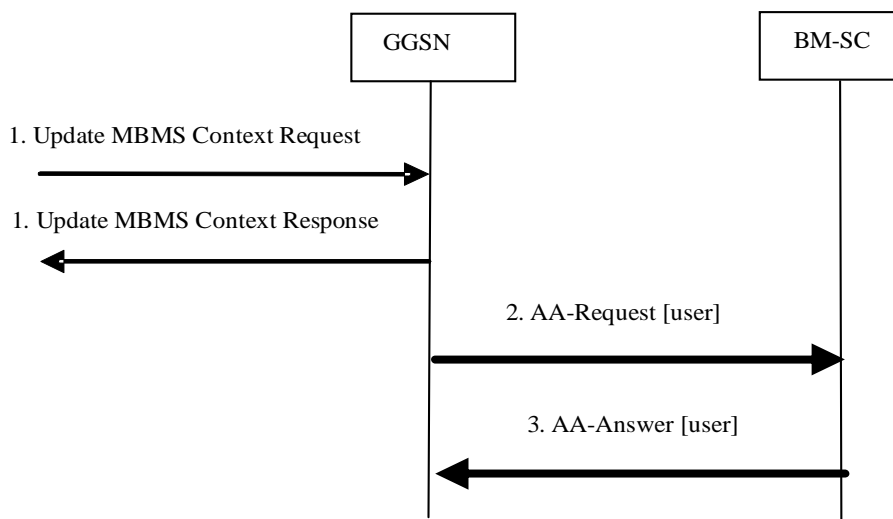 GGSN
BM-SC
1. Update MBMS Context Request
1. Update MBMS Context Response
2. AA-Request [user]
3. AA-Answer [user]